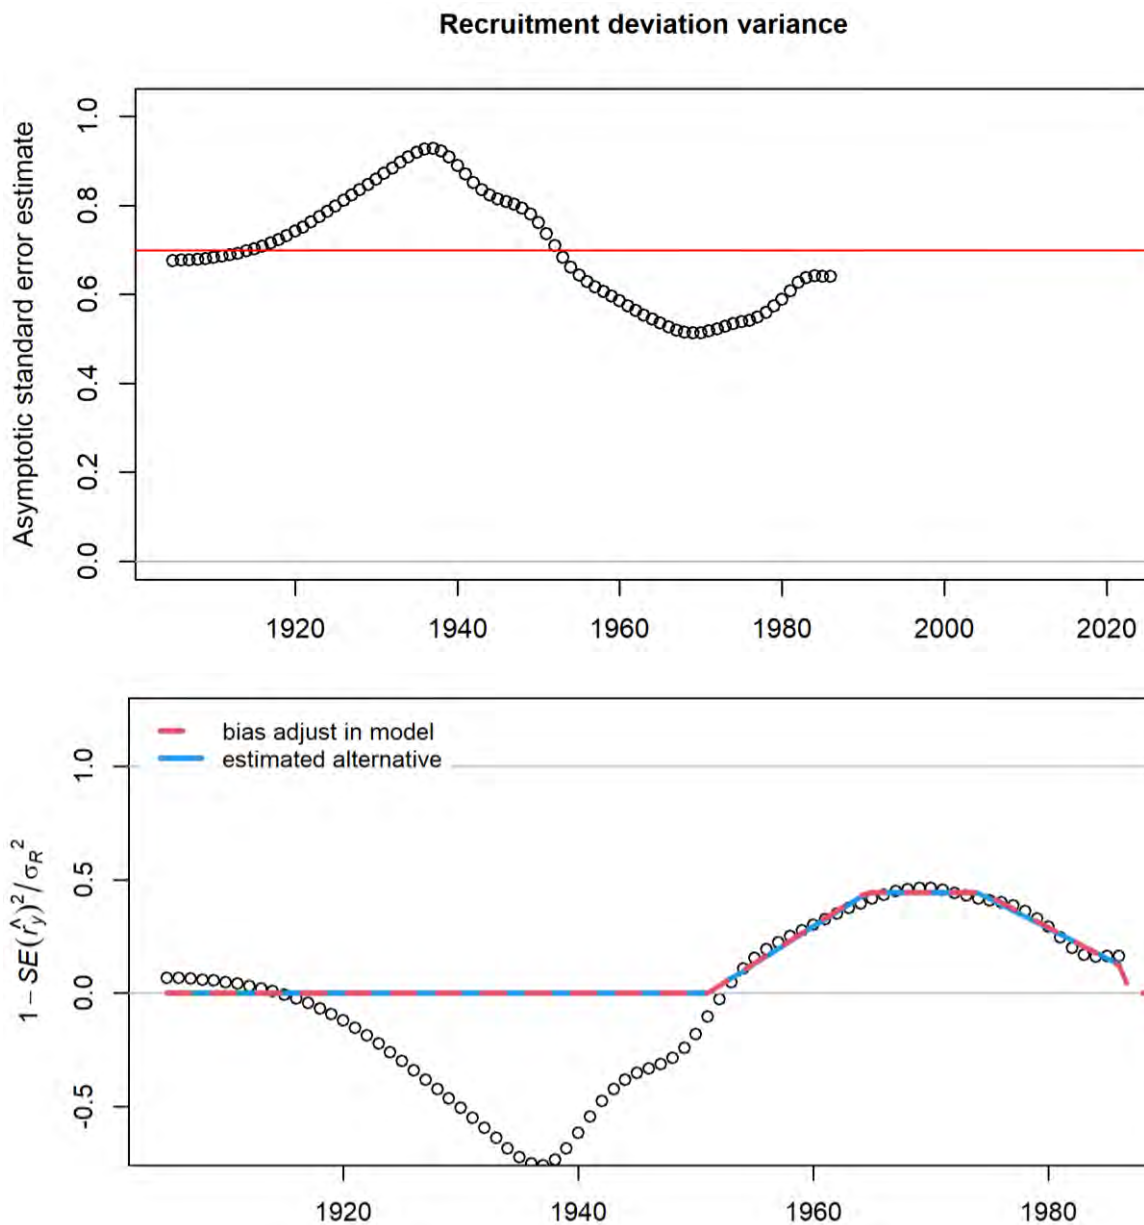 Recruitment deviation variance
Asymptotic standard error estimate
1.0
0.8
0.6
0.4
0.2
0.0
1920 1940 1960 1980 2000 2020
bias adjust in model
estimated alternative
1 − SE(r̂_y)²/σ_R²
1.0
0.5
0.0
-0.5
1920 1940 1960 1980